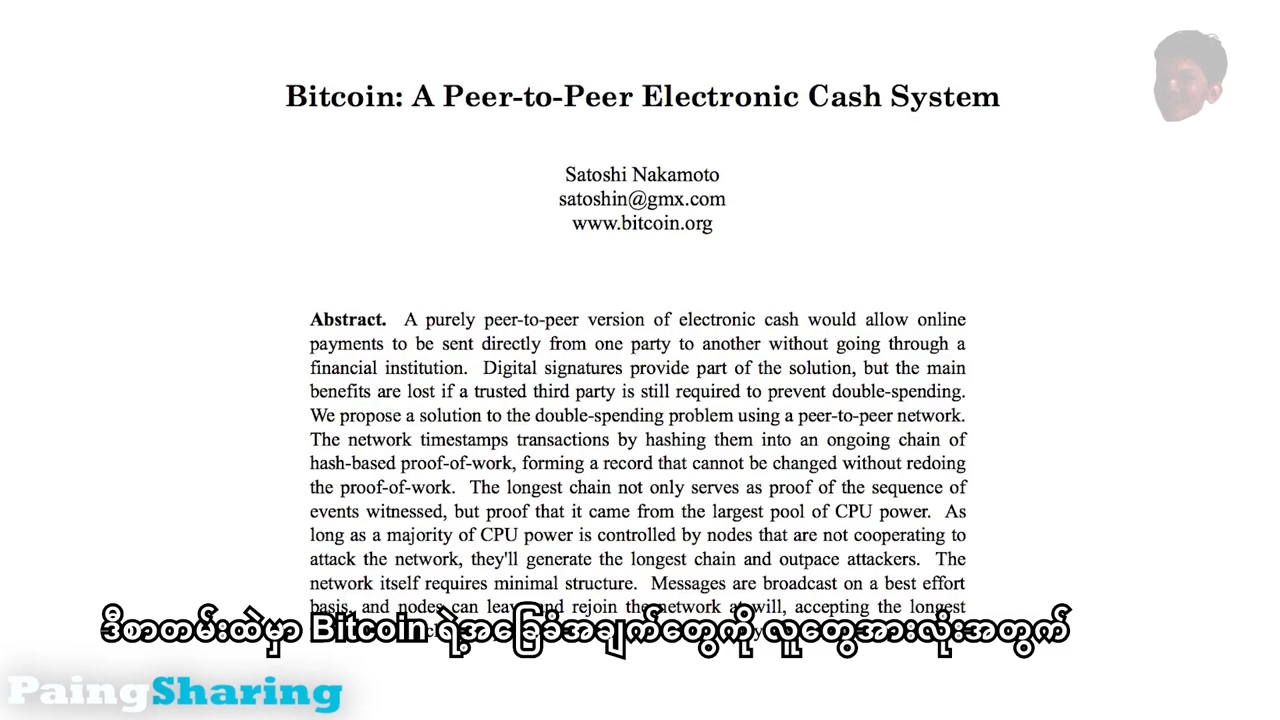 Bitcoin: A Peer-to-Peer Electronic Cash System
Satoshi Nakamoto
satoshin@gmx.com
www.bitcoin.org
Abstract. A purely peer-to-peer version of electronic cash would allow online
payments to be sent directly from one party to another without going through a
financial institution. Digital signatures provide part of the solution, but the main
benefits are lost if a trusted third party is still required to prevent double-spending.
We propose a solution to the double-spending problem using a peer-to-peer network.
The network timestamps transactions by hashing them into an ongoing chain of
hash-based proof-of-work, forming a record that cannot be changed without redoing
the proof-of-work. The longest chain not only serves as proof of the sequence of
events witnessed, but proof that it came from the largest pool of CPU power. As
long as a majority of CPU power is controlled by nodes that are not cooperating to
attack the network, they'll generate the longest chain and outpace attackers. The
network itself requires minimal structure. Messages are broadcast on a best effort
basis, and nodes can leave and rejoin the network at will, accepting the longest
ဒီစာတမ်းထဲမှာ Bitcoin ရဲ့အခြေခံအချက်တွေကို လူတွေအားလုံးအတွက်
PaingSharing